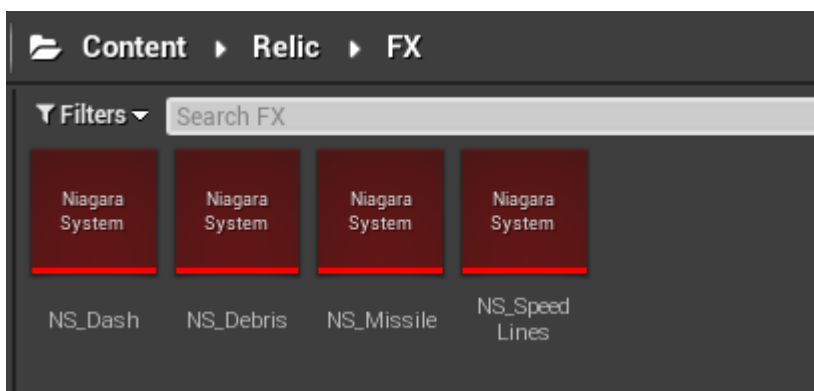 Content Relic FX
Filters Search FX
Niagara Niagara Niagara Niagara
System System System System
NS_Dash NS_Debris NS_Missile NS_Speed
Lines